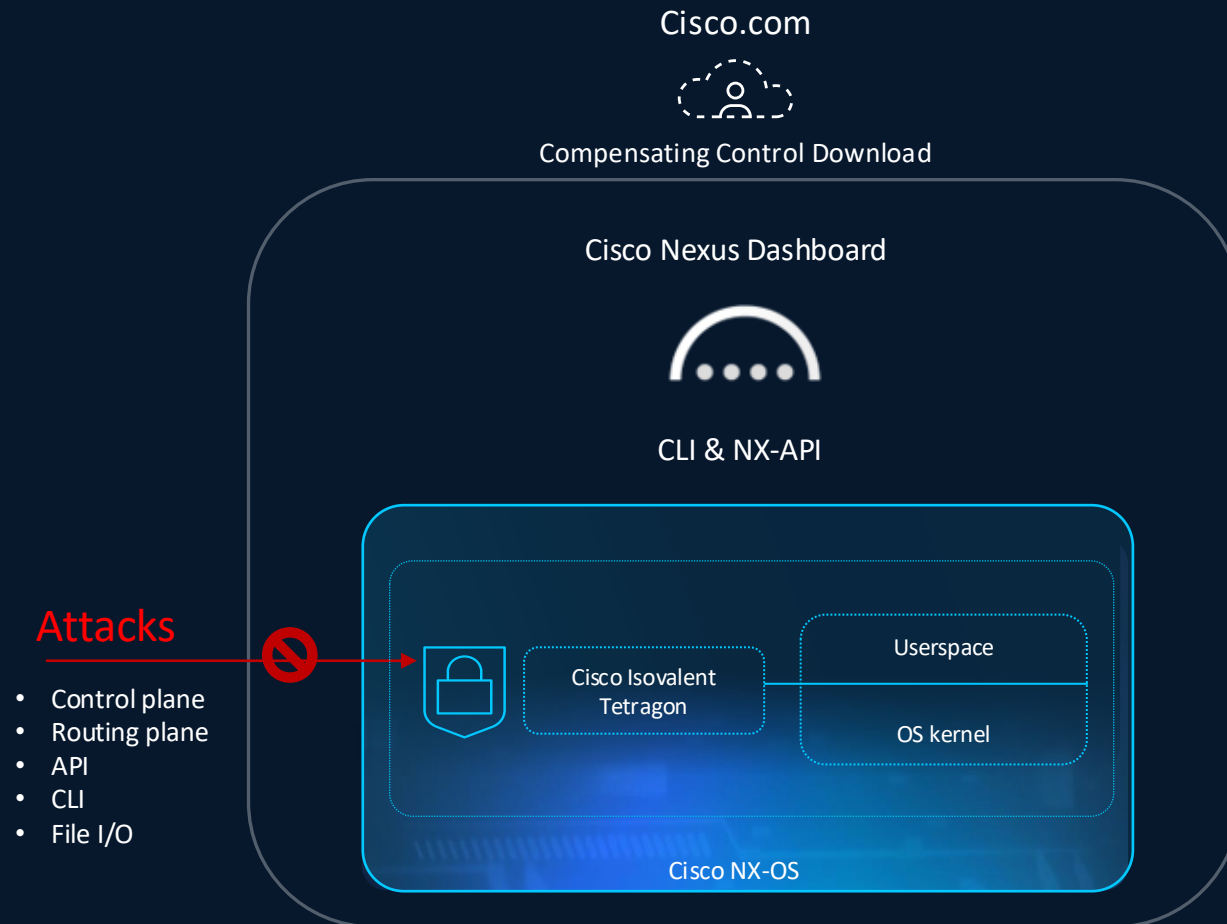 Cisco.com
Compensating Control Download
Cisco Nexus Dashboard
CLI & NX-API
Attacks
• Control plane
• Routing plane
• API
• CLI
• File I/O
Cisco Isovalent
Tetragon
Userspace
OS kernel
Cisco NX-OS